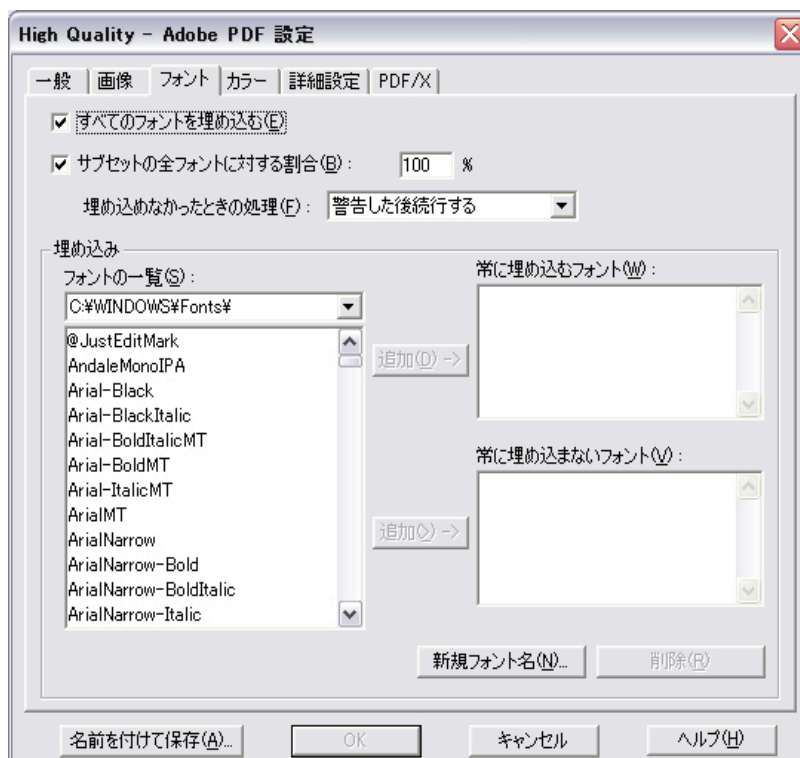 High Quality - Adobe PDF 設定
一般 画像 フォント カラー 詳細設定 PDF/X
すべてのフォントを埋め込む(E)
サブセットの全フォントに対する割合(B) : 100 %
埋め込めなかったときの処理(F) : 警告した後続行する
埋め込み
フォントの一覧(S) :
C:¥WINDOWS¥Fonts¥
@JustEditMark
AndaleMonoIPA
Arial-Black
Arial-BlackItalic
Arial-BoldItalicMT
Arial-BoldMT
Arial-ItalicMT
ArialMT
ArialNarrow
ArialNarrow-Bold
ArialNarrow-BoldItalic
ArialNarrow-Italic
追加(D) ->
常に埋め込むフォント(W) :
追加(>) ->
常に埋め込まないフォント(V) :
新規フォント名(N)... 削除(R)
名前を付けて保存(A)... OK キャンセル ヘルプ(H)